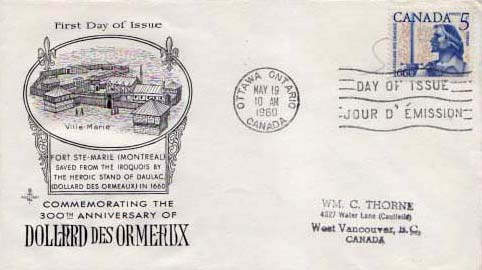 First Day of Issue
Ville-Marie
FORT STE-MARIE (MONTREAL)
SAVED FROM THE IROQUOIS BY
THE HEROIC STAND OF DAULAC,
(DOLLARD DES ORMEAUX) IN 1660
COMMEMORATING THE
300TH ANNIVERSARY OF
DOLLARD DES ORMEAUX
CANADA 5
1660
OTTAWA ONTARIO
MAY 19
10 AM
1960
CANADA
DAY OF ISSUE
JOUR D'ÉMISSION
WM. C. THORNE
4327 Water Lane (Caulfeild)
West Vancouver, B.C.
CANADA